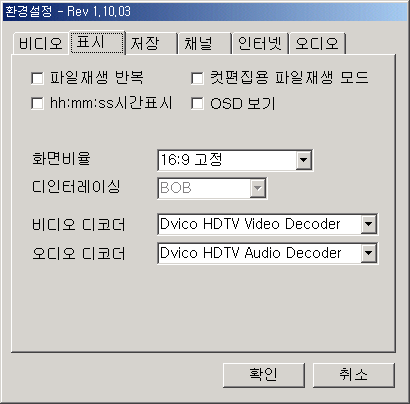 환경설정 - Rev 1,10,03
비디오 표시 저장 채널 인터넷 오디오
파일재생 반복 컷편집용 파일재생 모드
hh:mm:ss시간표시 OSD 보기
화면비율 16:9 고정
디인터레이싱 BOB
비디오 디코더 Dvico HDTV Video Decoder
오디오 디코더 Dvico HDTV Audio Decoder
확인 취소